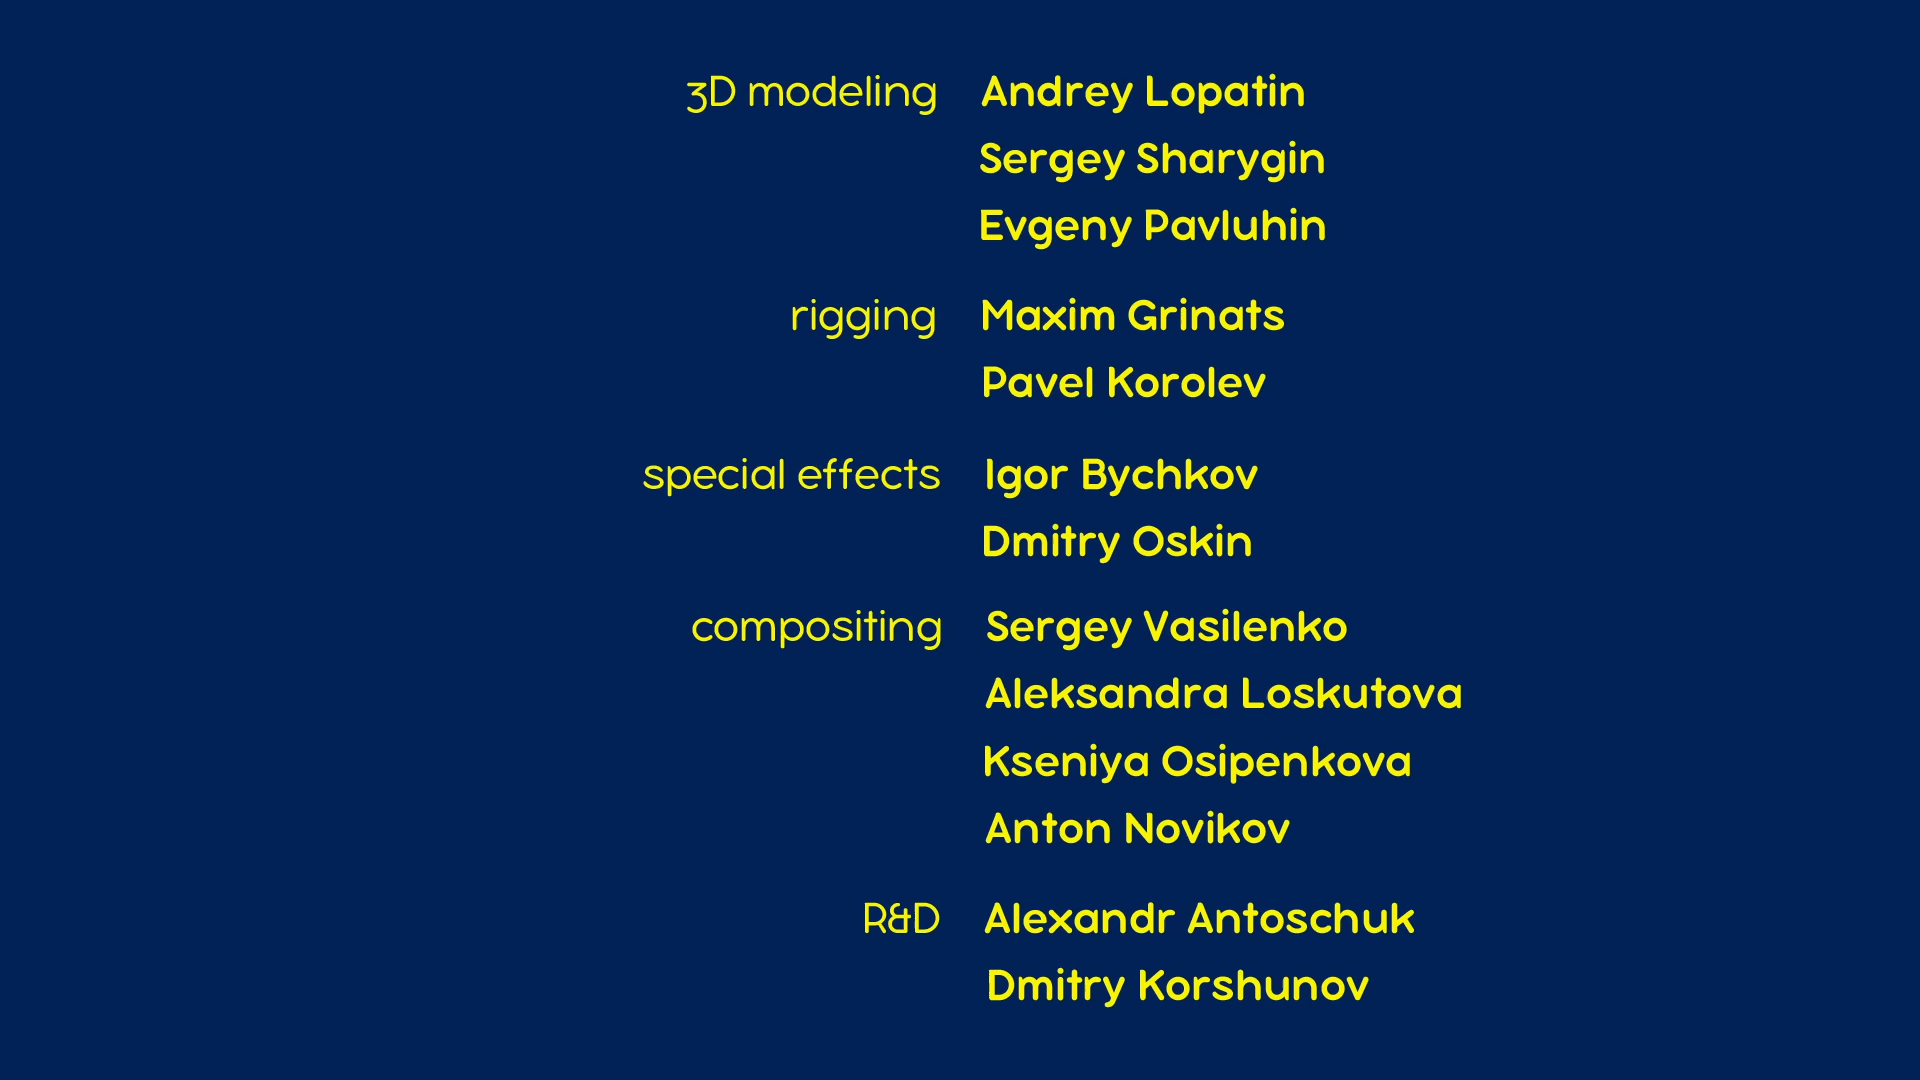 3D modeling Andrey Lopatin
Sergey Sharygin
Evgeny Pavluhin
rigging Maxim Grinats
Pavel Korolev
special effects Igor Bychkov
Dmitry Oskin
compositing Sergey Vasilenko
Aleksandra Loskutova
Kseniya Osipenkova
Anton Novikov
R&D Alexandr Antoschuk
Dmitry Korshunov